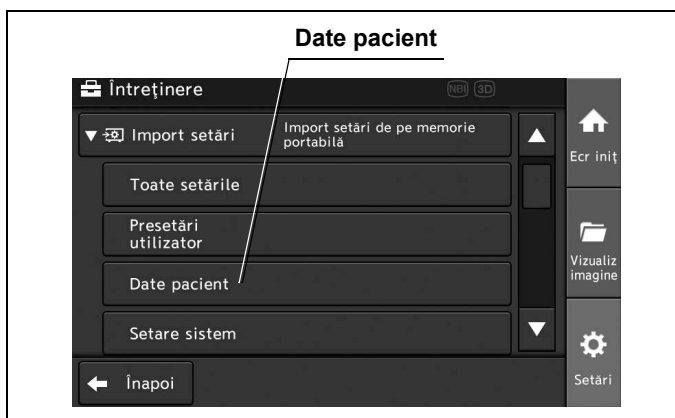 Date pacient
Întreţinere
NBI 3D
Import setări
Import setări de pe memorie
portabilă
Ecr iniţ
Toate setările
Presetări
utilizator
Vizualiz
imagine
Date pacient
Setare sistem
Înapoi
Setări